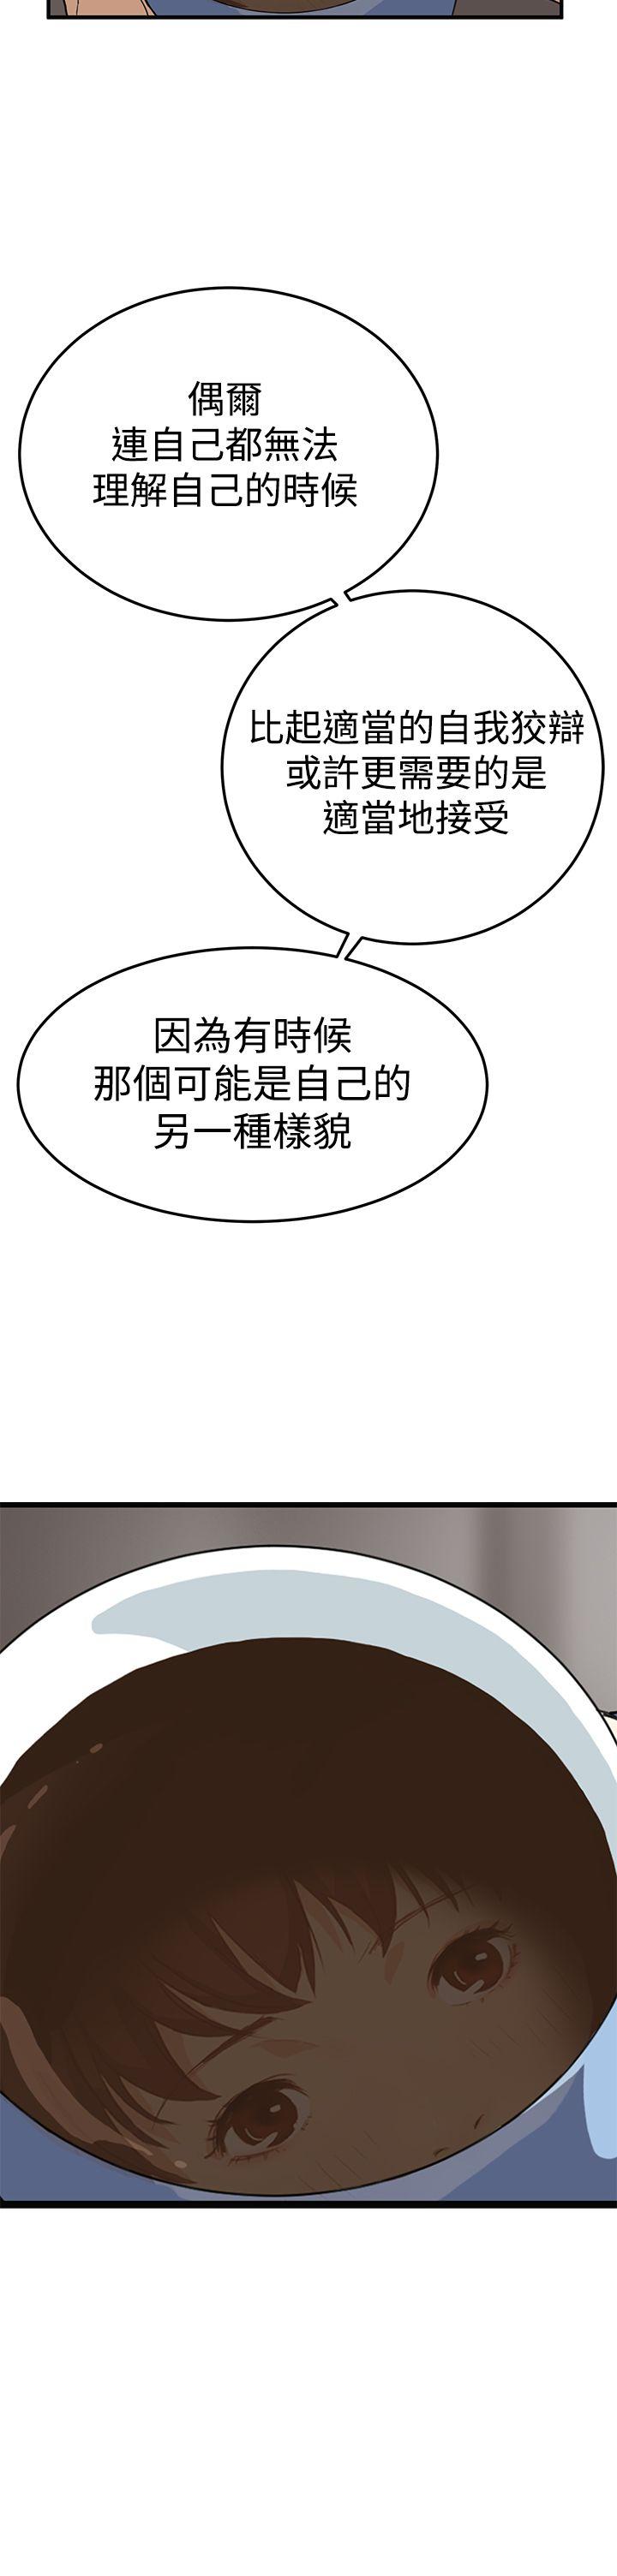 偶爾
連自己都無法
理解自己的時候
比起適當的自我狡辯
或許更需要的是
適當地接受
因為有時候
那個可能是自己的
另一種樣貌